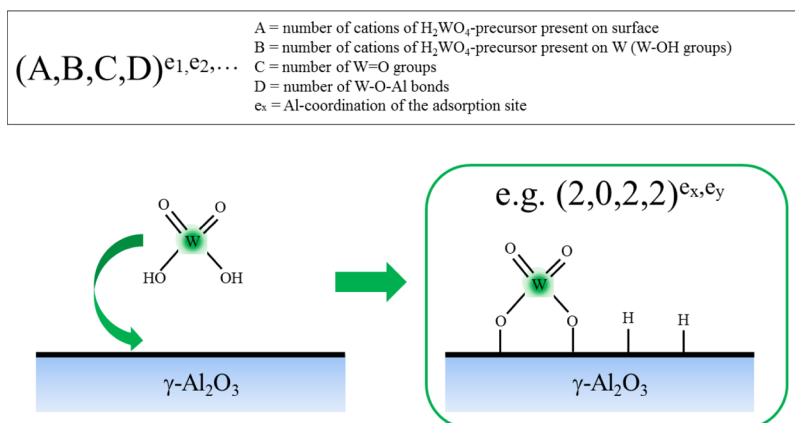 (A,B,C,D)e1,e2,…
A = number of cations of H2WO4-precursor present on surface
B = number of cations of H2WO4-precursor present on W (W-OH groups)
C = number of W=O groups
D = number of W-O-Al bonds
ex = Al-coordination of the adsorption site
O O
W
HO OH
γ-Al2O3
e.g. (2,0,2,2)ex,ey
O O
W
O O H H
γ-Al2O3